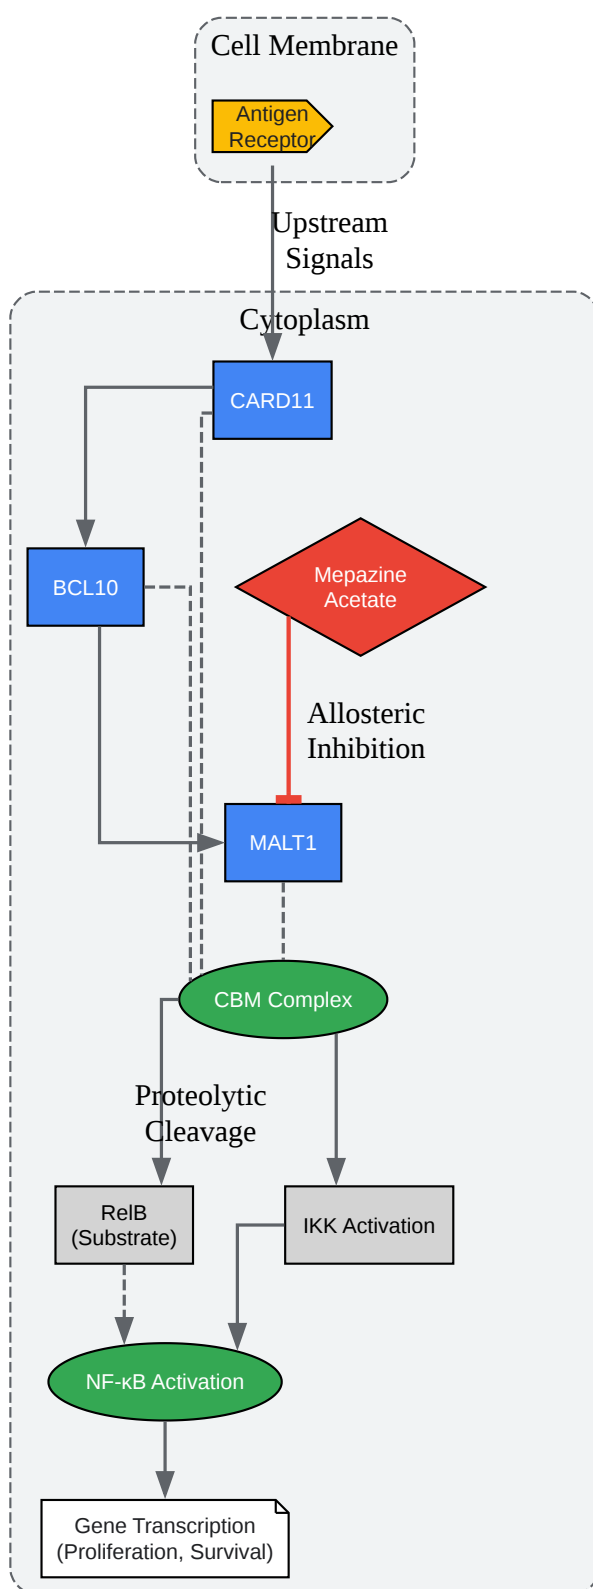 Cell Membrane
Antigen
Receptor
Upstream
Signals
Cytoplasm
CARD11
BCL10
Mepazine
Acetate
Allosteric
Inhibition
MALT1
CBM Complex
Proteolytic
Cleavage
RelB
(Substrate)
IKK Activation
NF-κB Activation
Gene Transcription
(Proliferation, Survival)